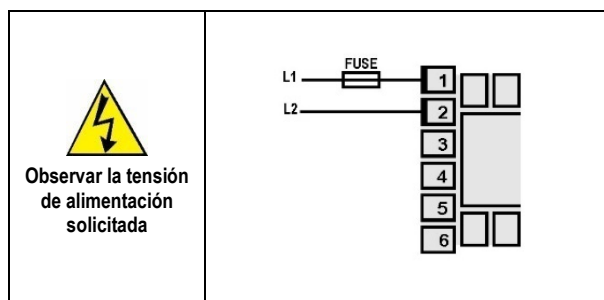 Observar la tensión
de alimentación
solicitada
FUSE
L1
1
L2
2
3
4
5
6